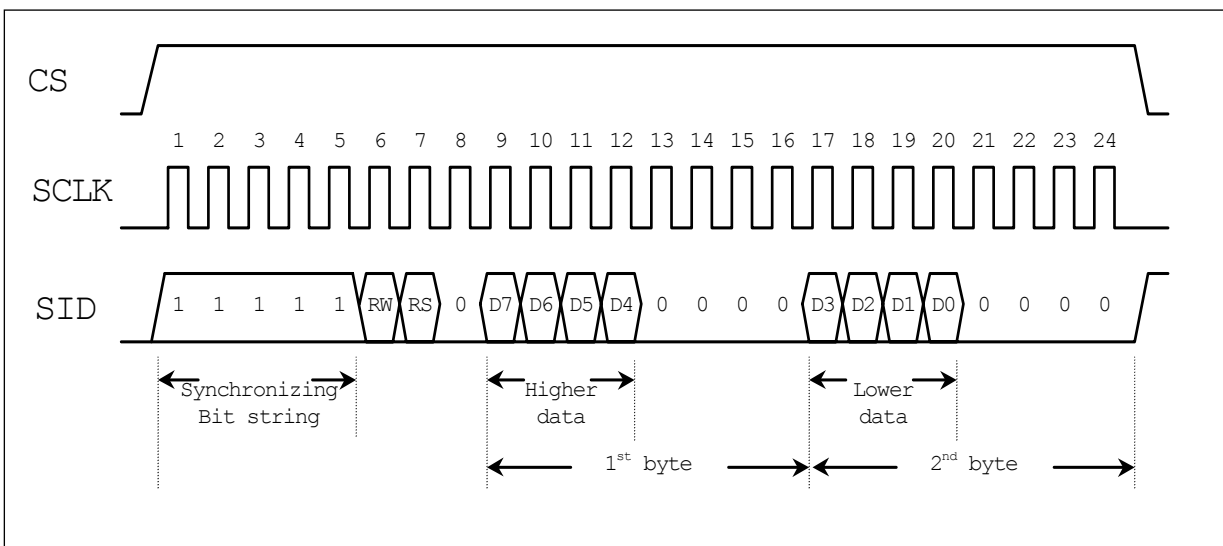 CS
1 2 3 4 5 6 7 8 9 10 11 12 13 14 15 16 17 18 19 20 21 22 23 24
SCLK
SID 1 1 1 1 1 RW RS 0 D7 D6 D5 D4 0 0 0 0 D3 D2 D1 D0 0 0 0 0
Synchronizing Higher Lower
Bit string data data
1st byte 2nd byte